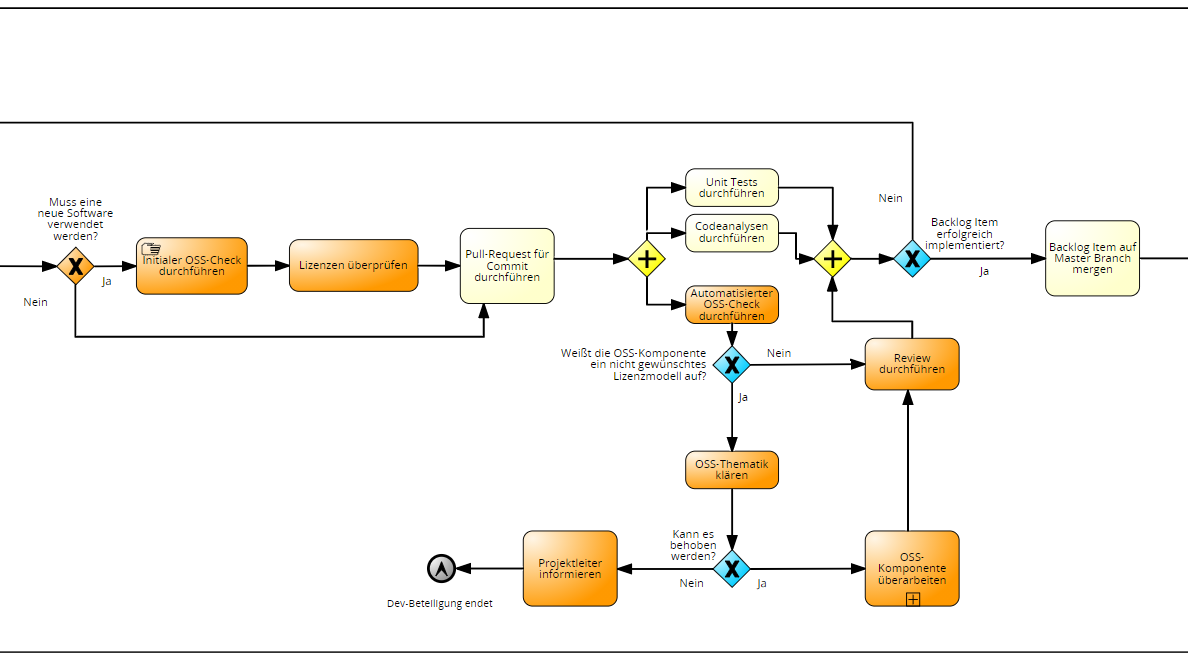 Muss eine
neue Software
verwendet
werden?
Ja
Nein
Initialer OSS-Check
durchführen
Lizenzen überprüfen
Pull-Request für
Commit
durchführen
Unit Tests
durchführen
Codeanalysen
durchführen
Automatisierter
OSS-Check
durchführen
Nein
Backlog Item
erfolgreich
implementiert?
Ja
Backlog Item auf
Master Branch
mergen
Weißt die OSS-Komponente
ein nicht gewünschtes
Lizenzmodell auf?
Nein
Ja
Review
durchführen
OSS-Thematik
klären
Kann es
behoben
werden?
Nein
Ja
Projektleiter
informieren
Dev-Beteiligung endet
OSS-
Komponente
überarbeiten